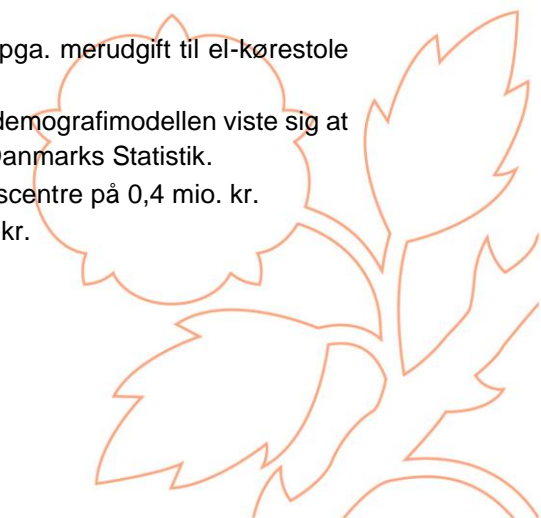 pga. merudgift til el-kørestole
demografimodellen viste sig at
Danmarks Statistik.
scentre på 0,4 mio. kr.
kr.